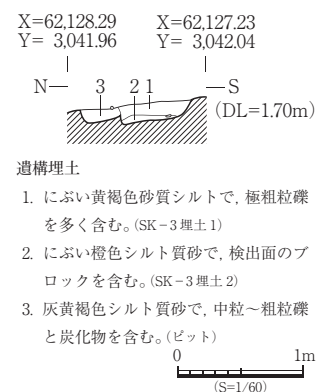 X=62,128.29 X=62,127.23
Y= 3,041.96 Y= 3,042.04
N 3 2 1 S
(DL=1.70m)
遺構埋土
1. にぶい黄褐色砂質シルトで, 極粗粒礫
を多く含む。(SK-3 埋土 1)
2. にぶい橙色シルト質砂で, 検出面のブ
ロックを含む。(SK-3 埋土 2)
3. 灰黄褐色シルト質砂で, 中粒〜粗粒礫
と炭化物を含む。(ピット)
0 1m
(S=1/60)